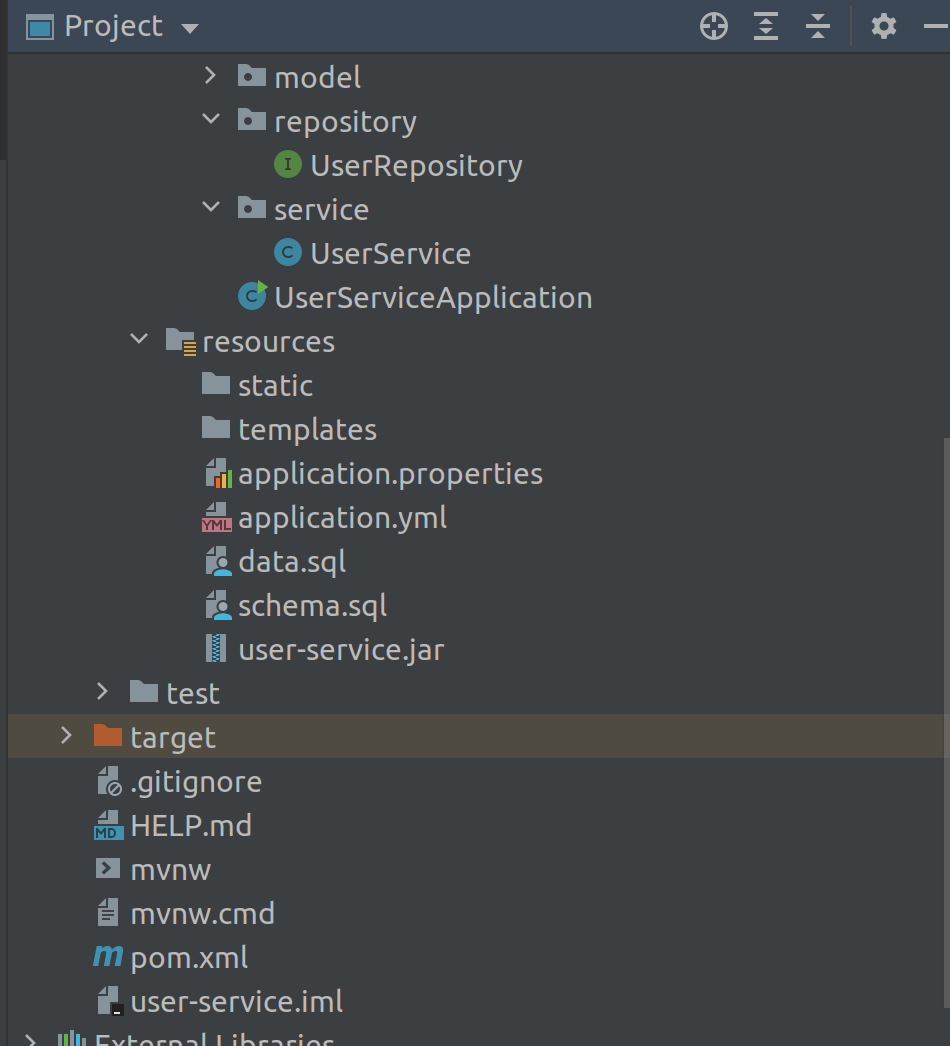 Project
model
repository
I UserRepository
service
C UserService
C UserServiceApplication
resources
static
templates
application.properties
YML application.yml
data.sql
schema.sql
user-service.jar
test
target
.gitignore
MD HELP.md
mvnw
mvnw.cmd
m pom.xml
user-service.iml
External Libraries